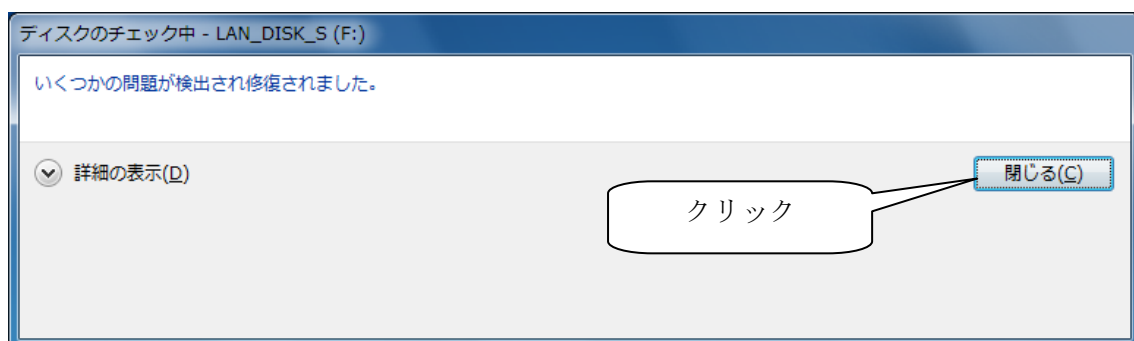 ディスクのチェック中 - LAN_DISK_S (F:)
いくつかの問題が検出され修復されました。
詳細の表示(D)
閉じる(C)
クリック